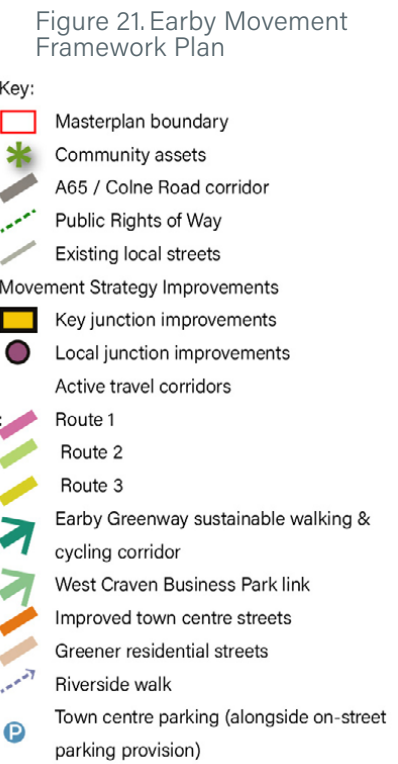 Figure 21. Earby Movement
Framework Plan
Key:
Masterplan boundary
Community assets
A65 / Colne Road corridor
Public Rights of Way
Existing local streets
Movement Strategy Improvements
Key junction improvements
Local junction improvements
Active travel corridors
Route 1
Route 2
Route 3
Earby Greenway sustainable walking &
cycling corridor
West Craven Business Park link
Improved town centre streets
Greener residential streets
Riverside walk
P Town centre parking (alongside on-street
parking provision)